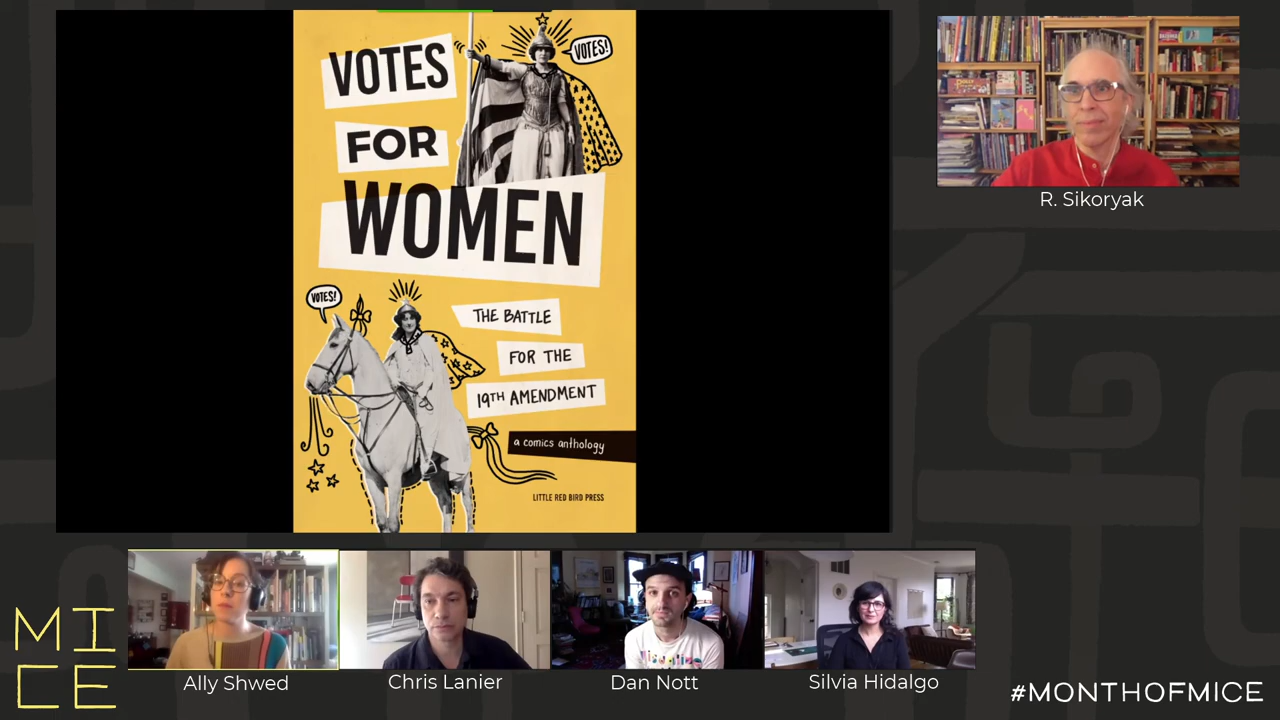 VOTES
FOR
WOMEN
VOTES!
VOTES!
THE BATTLE
FOR THE
19TH AMENDMENT
a comics anthology
LITTLE RED BIRD PRESS
R. Sikoryak
Ally Shwed
Chris Lanier
Dan Nott
Silvia Hidalgo
MI
CE
#MONTHOFMICE